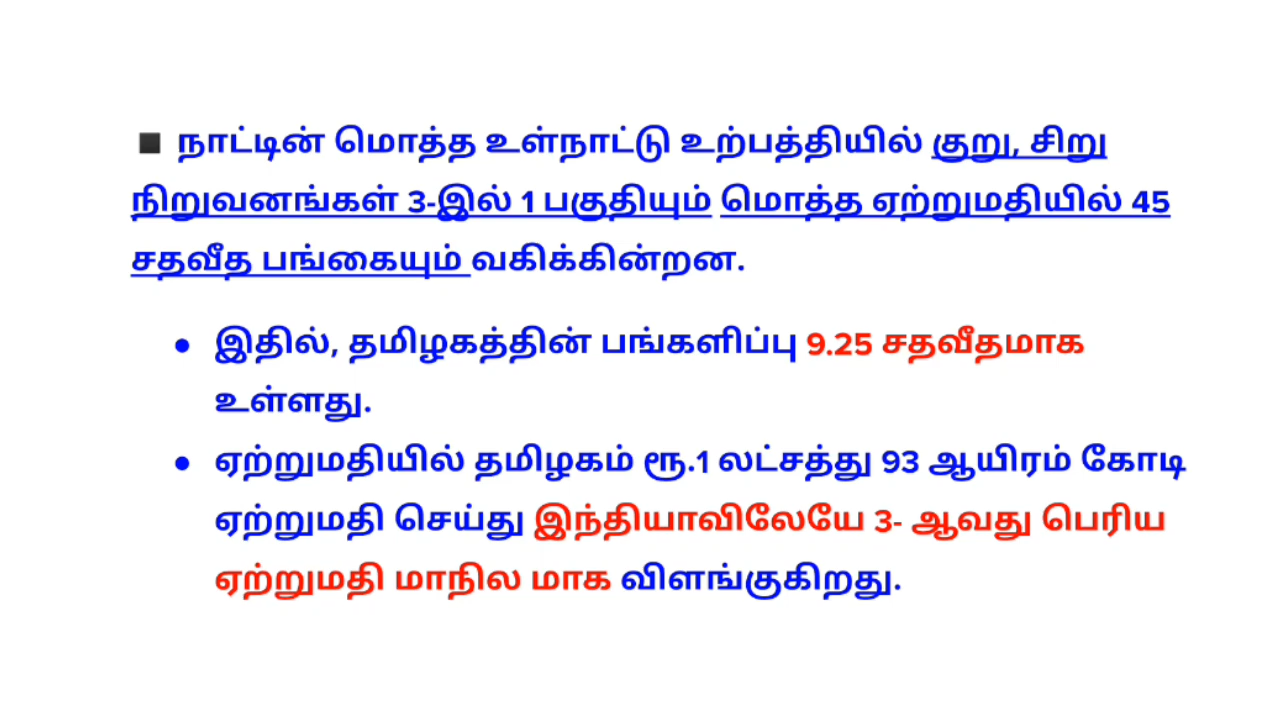 ▪ நாட்டின் மொத்த உள்நாட்டு உற்பத்தியில் குறு, சிறு
நிறுவனங்கள் 3-இல் 1 பகுதியும் மொத்த ஏற்றுமதியில் 45
சதவீத பங்கையும் வகிக்கின்றன.
● இதில், தமிழகத்தின் பங்களிப்பு 9.25 சதவீதமாக
உள்ளது.
● ஏற்றுமதியில் தமிழகம் ரூ.1 லட்சத்து 93 ஆயிரம் கோடி
ஏற்றுமதி செய்து இந்தியாவிலேயே 3- ஆவது பெரிய
ஏற்றுமதி மாநில மாக விளங்குகிறது.